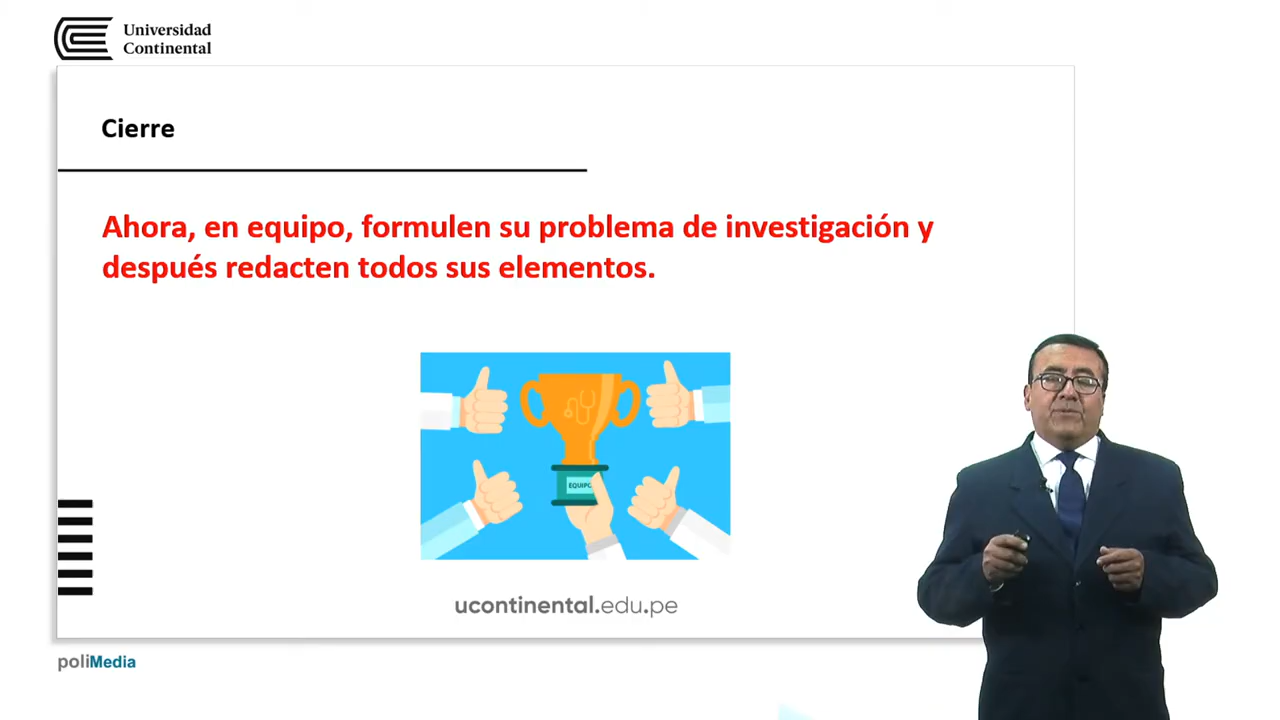 Universidad
Continental
Cierre
Ahora, en equipo, formulen su problema de investigación y
después redacten todos sus elementos.
EQUIPO
ucontinental.edu.pe
poliMedia